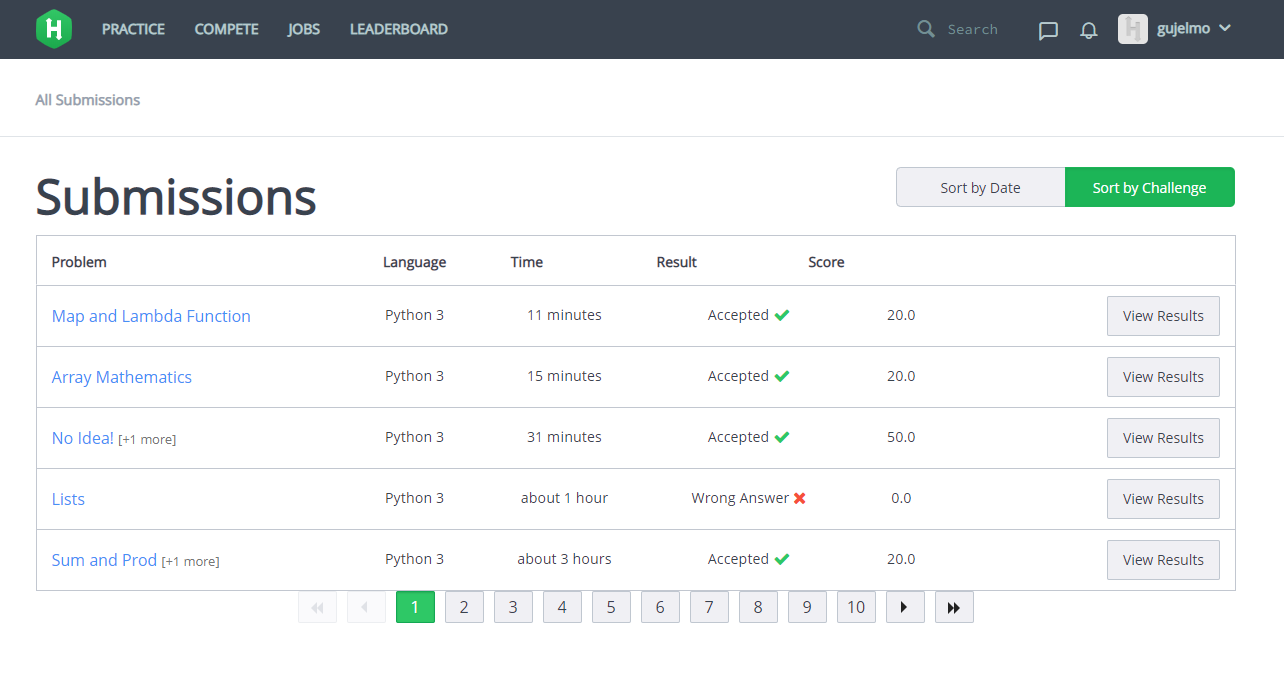 H PRACTICE COMPETE JOBS LEADERBOARD Search H gujelmo
All Submissions
Submissions
Sort by Date Sort by Challenge
Problem Language Time Result Score
Map and Lambda Function Python 3 11 minutes Accepted 20.0 View Results
Array Mathematics Python 3 15 minutes Accepted 20.0 View Results
No Idea! [+1 more] Python 3 31 minutes Accepted 50.0 View Results
Lists Python 3 about 1 hour Wrong Answer 0.0 View Results
Sum and Prod [+1 more] Python 3 about 3 hours Accepted 20.0 View Results
1 2 3 4 5 6 7 8 9 10